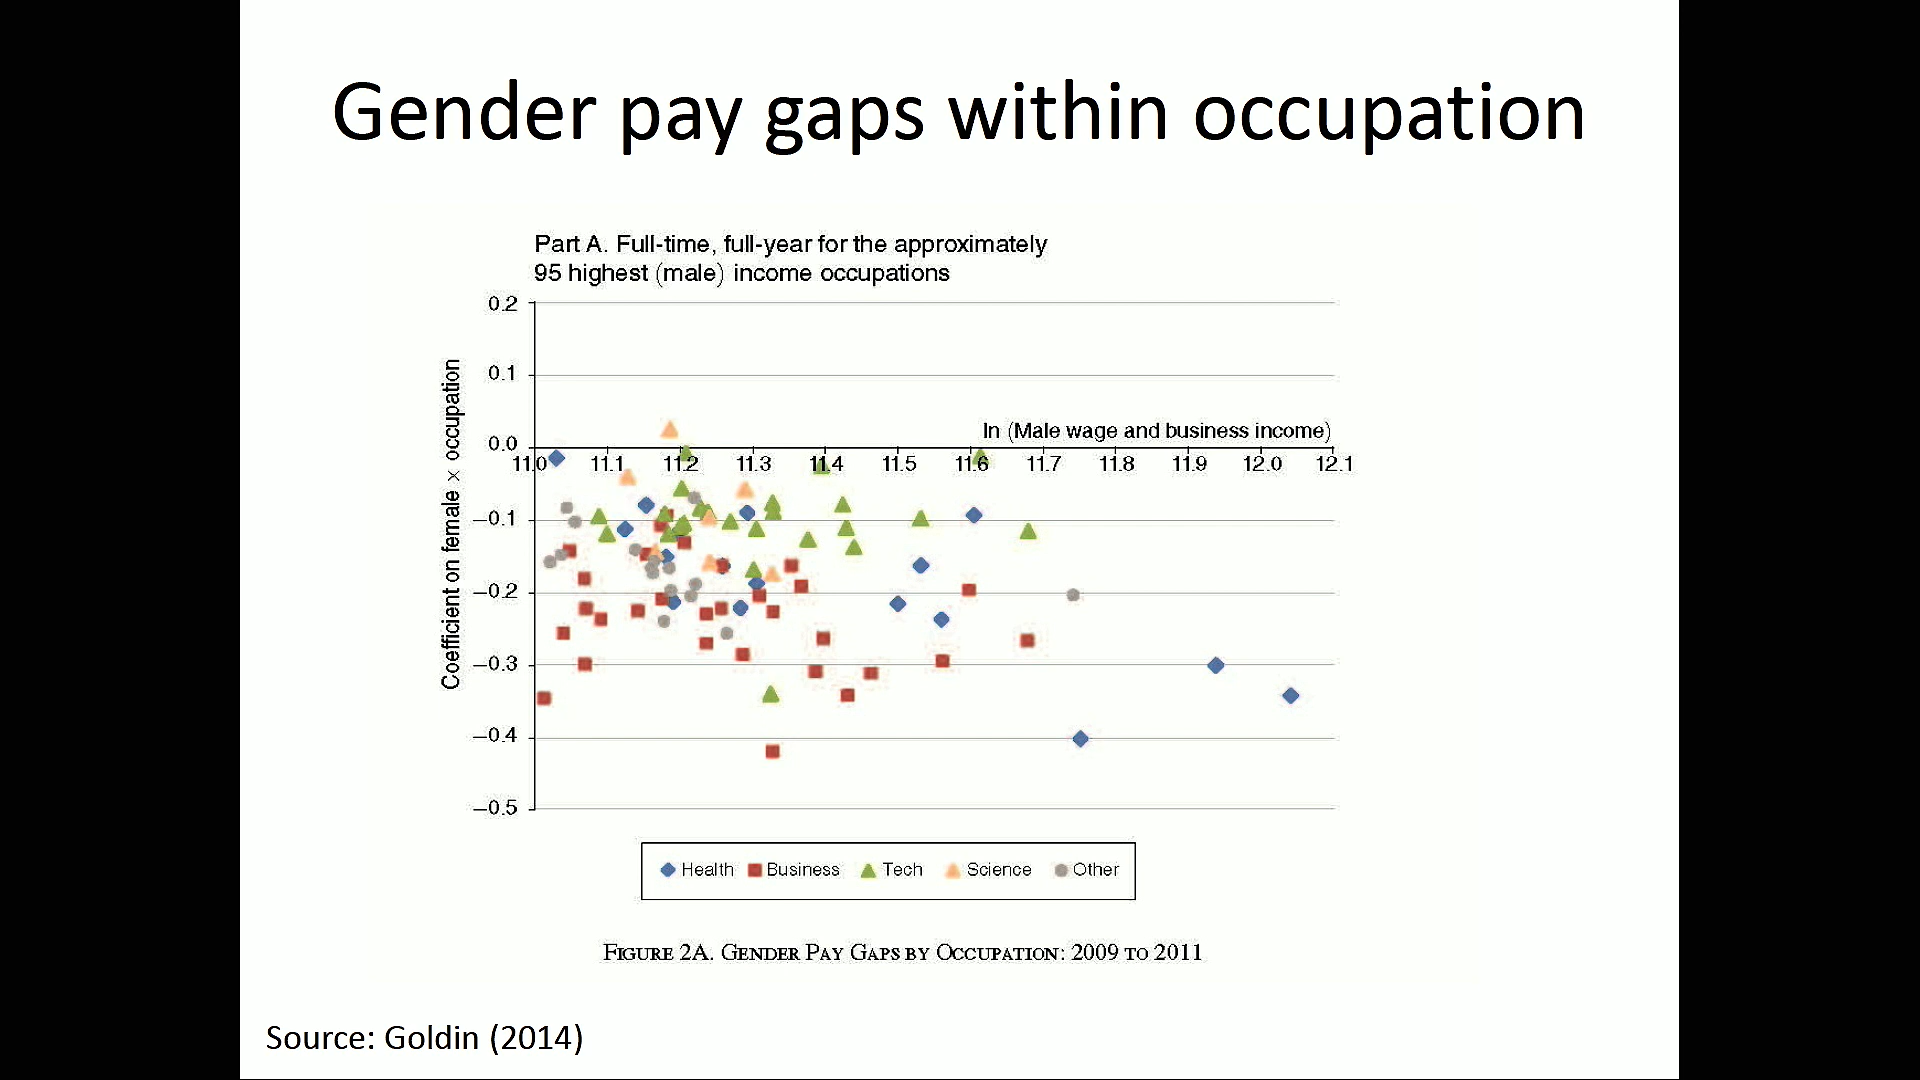 Gender pay gaps within occupation
Part A. Full-time, full-year for the approximately
95 highest (male) income occupations
0.2
0.1
0.0
−0.1
−0.2
−0.3
−0.4
−0.5
Coefficient on female × occupation
ln (Male wage and business income)
11.0 11.1 11.2 11.3 11.4 11.5 11.6 11.7 11.8 11.9 12.0 12.1
Health Business Tech Science Other
FIGURE 2A. GENDER PAY GAPS BY OCCUPATION: 2009 TO 2011
Source: Goldin (2014)